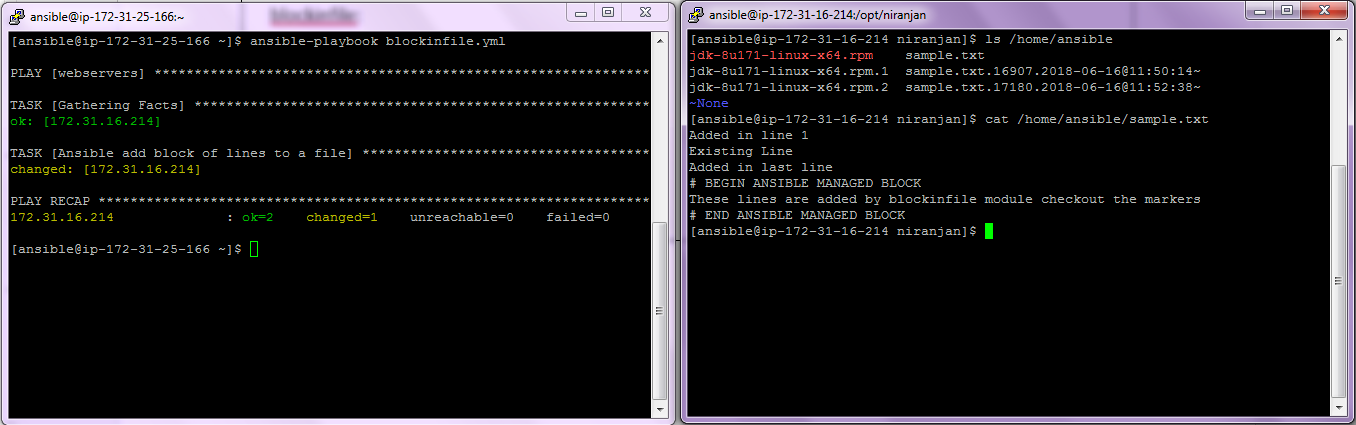 blockinfile:
ansible@ip-172-31-25-166:~
[ansible@ip-172-31-25-166 ~]$ ansible-playbook blockinfile.yml
PLAY [webservers] **************************************************************
TASK [Gathering Facts] *********************************************************
ok: [172.31.16.214]
TASK [Ansible add block of lines to a file] ************************************
changed: [172.31.16.214]
PLAY RECAP *********************************************************************
172.31.16.214              : ok=2    changed=1    unreachable=0    failed=0
[ansible@ip-172-31-25-166 ~]$
ansible@ip-172-31-16-214:/opt/niranjan
[ansible@ip-172-31-16-214 niranjan]$ ls /home/ansible
jdk-8u171-linux-x64.rpm    sample.txt
jdk-8u171-linux-x64.rpm.1  sample.txt.16907.2018-06-16@11:50:14~
jdk-8u171-linux-x64.rpm.2  sample.txt.17180.2018-06-16@11:52:38~
~None
[ansible@ip-172-31-16-214 niranjan]$ cat /home/ansible/sample.txt
Added in line 1
Existing Line
Added in last line
# BEGIN ANSIBLE MANAGED BLOCK
These lines are added by blockinfile module checkout the markers
# END ANSIBLE MANAGED BLOCK
[ansible@ip-172-31-16-214 niranjan]$